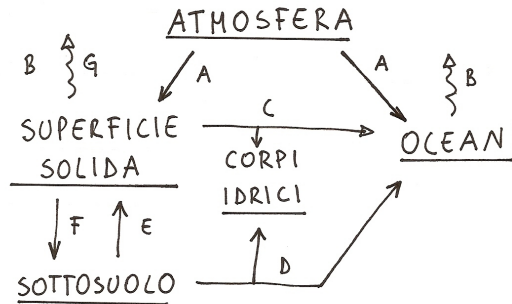 ATMOSFERA
B G A A B
SUPERFICIE C OCEAN
SOLIDA CORPI
IDRICI
F E
SOTTOSUOLO D